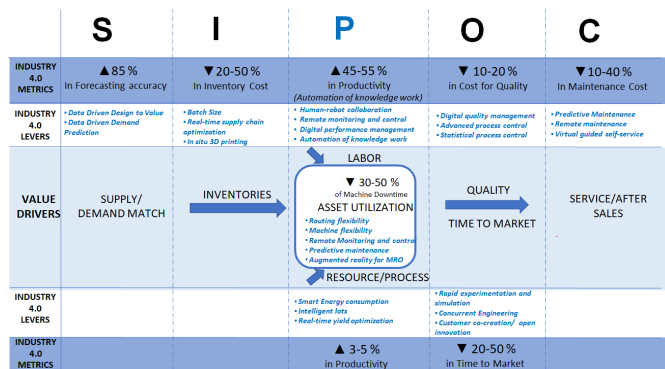 S I P O C
INDUSTRY
4.0
METRICS
▲ 85 %
in Forecasting accuracy
▼ 20-50 %
in Inventory Cost
▲ 45-55 %
in Productivity
(Automation of knowledge work)
▼ 10-20 %
in Cost for Quality
▼ 10-40 %
in Maintenance Cost
INDUSTRY
4.0
LEVERS
• Data Driven Design to Value
• Data Driven Demand
Prediction
• Batch Size
• Real-time supply chain
optimization
• In situ 3D printing
• Human-robot collaboration
• Remote monitoring and control
• Digital performance management
• Automation of knowledge work
• Digital quality management
• Advanced process control
• Statistical process control
• Predictive Maintenance
• Remote maintenance
• Virtual guided self-service
VALUE
DRIVERS
SUPPLY/
DEMAND MATCH
INVENTORIES
LABOR
▼ 30-50 %
of Machine Downtime
ASSET UTILIZATION
• Routing flexibility
• Machine flexibility
• Remote Monitoring and control
• Predictive maintenance
• Augmented reality for MRO
RESOURCE/PROCESS
QUALITY
TIME TO MARKET
SERVICE/AFTER
SALES
INDUSTRY
4.0
LEVERS
• Smart Energy consumption
• Intelligent lots
• Real-time yield optimization
• Rapid experimentation and
simulation
• Concurrent Engineering
• Customer co-creation/ open
innovation
INDUSTRY
4.0
METRICS
▲ 3-5 %
in Productivity
▼ 20-50 %
in Time to Market